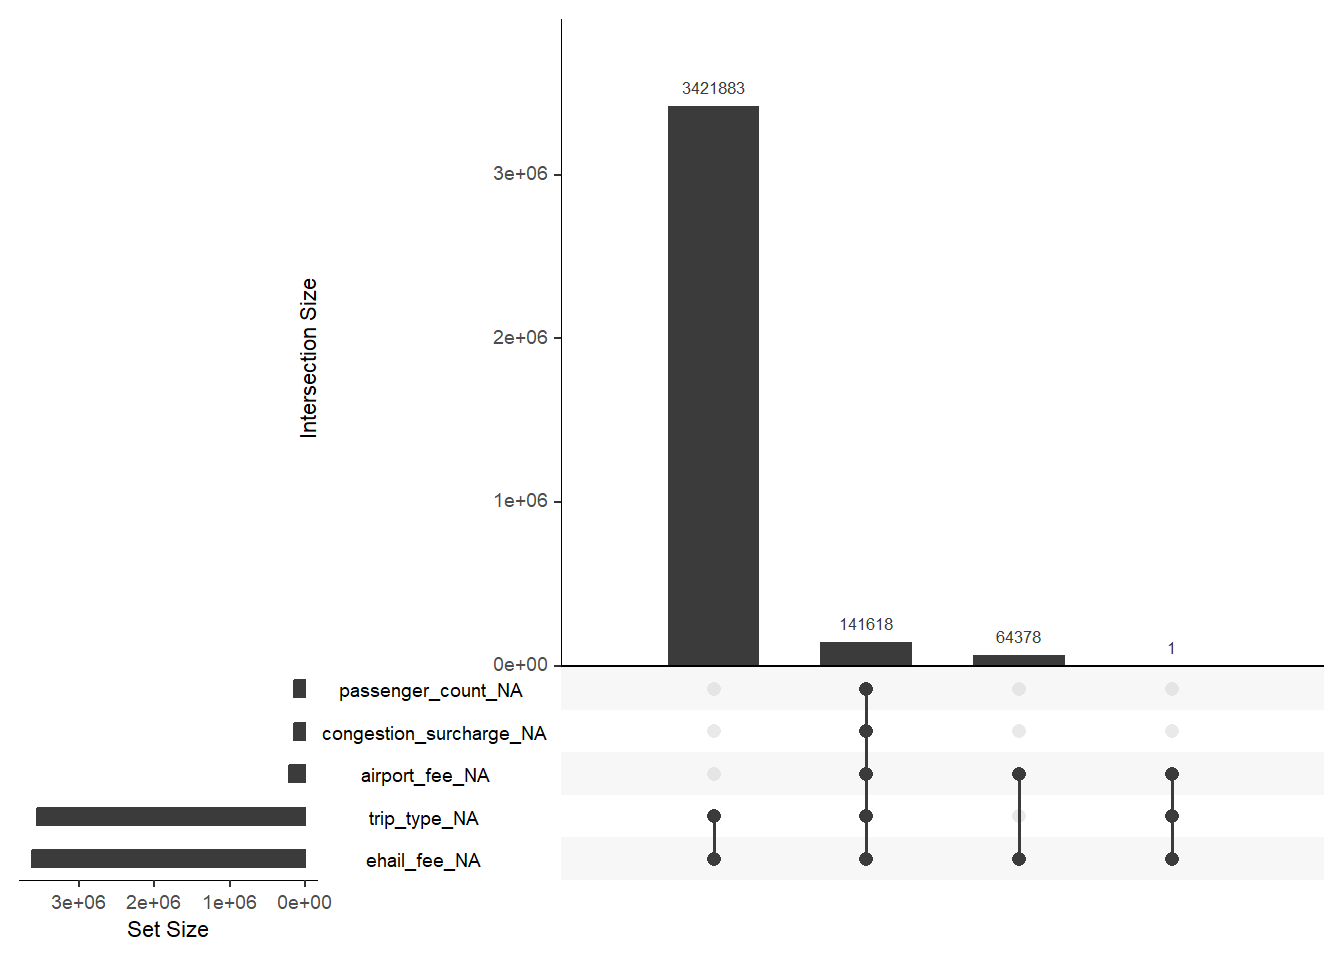 3421883
3e+06
Intersection Size
2e+06
1e+06
141618
64378
1
0e+00
passenger_count_NA
congestion_surcharge_NA
airport_fee_NA
trip_type_NA
ehail_fee_NA
3e+06 2e+06 1e+06 0e+00
Set Size